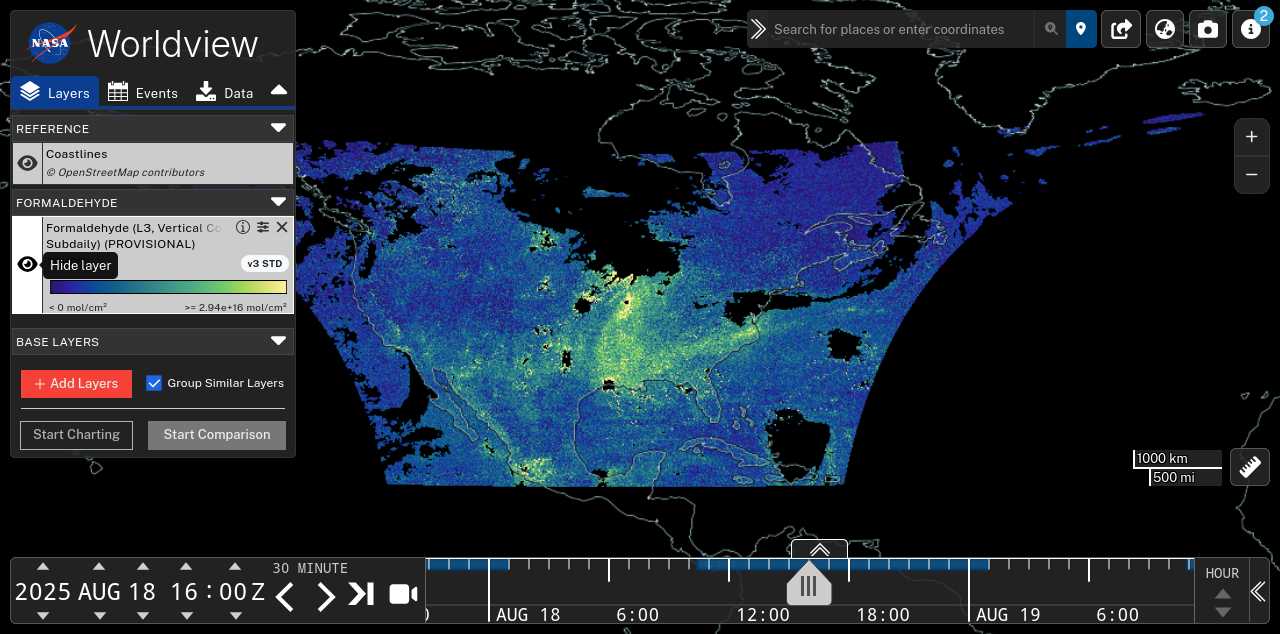 NASA
Worldview
Layers
Events
Data
REFERENCE
Coastlines
© OpenStreetMap contributors
FORMALDEHYDE
Formaldehyde (L3, Vertical Co
Subdaily) (PROVISIONAL)
Hide layer
v3 STD
< 0 mol/cm²
>= 2.94e+16 mol/cm²
BASE LAYERS
+ Add Layers
Group Similar Layers
Start Charting
Start Comparison
Search for places or enter coordinates
2
+
−
1000 km
500 mi
2025 AUG 18 16 : 00 Z
30 MINUTE
AUG 18
6:00
12:00
18:00
AUG 19
6:00
HOUR